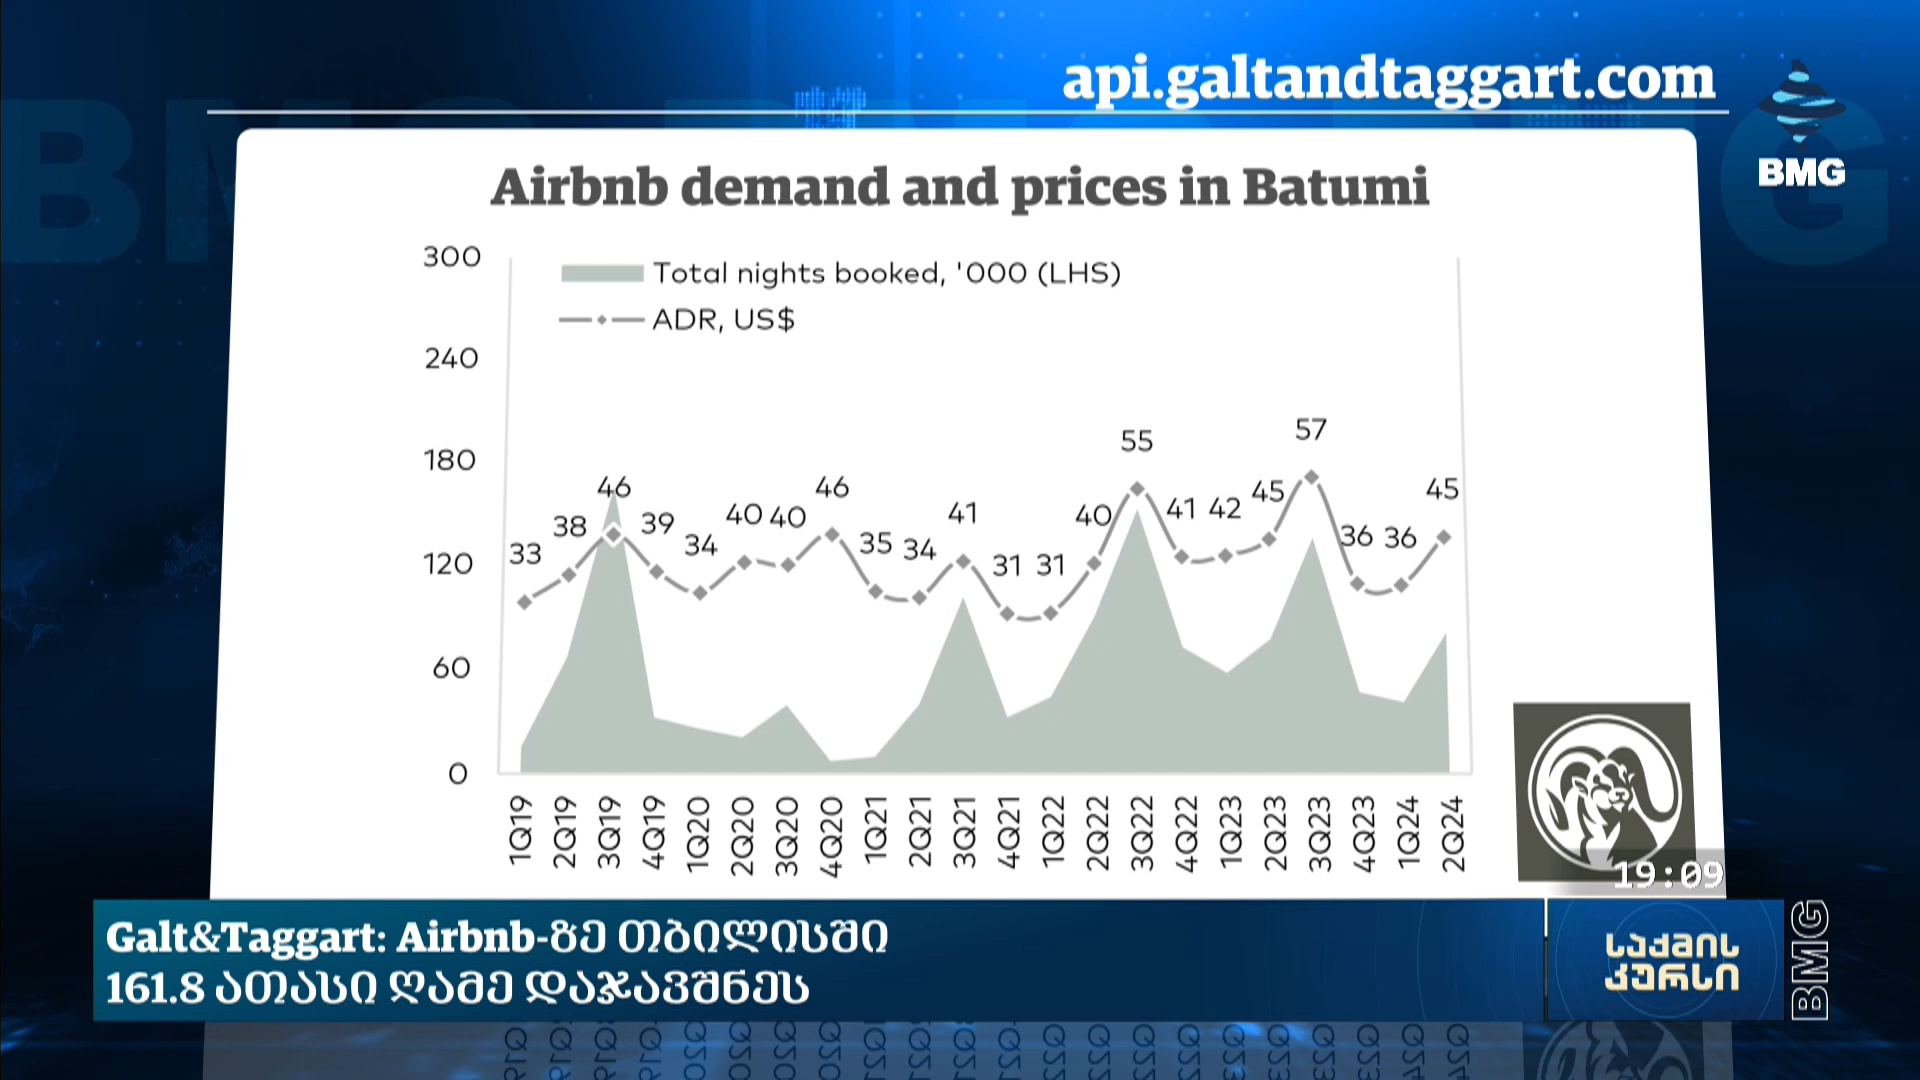 api.galtandtaggart.com
BMG
Airbnb demand and prices in Batumi
300
Total nights booked, '000 (LHS)
ADR, US$
240
180
120
60
0
33 38 46 39 34 40 40 46 35 34 41 31 31 40 55 41 42 45 57 36 36 45
1Q19 2Q19 3Q19 4Q19 1Q20 2Q20 3Q20 4Q20 1Q21 2Q21 3Q21 4Q21 1Q22 2Q22 3Q22 4Q22 1Q23 2Q23 3Q23 4Q23 1Q24 2Q24
19:09
Galt&Taggart: Airbnb-ზე თბილისში
161.8 ათასი ღამე დაჯავშნეს
საქმის
კურსი
BMG